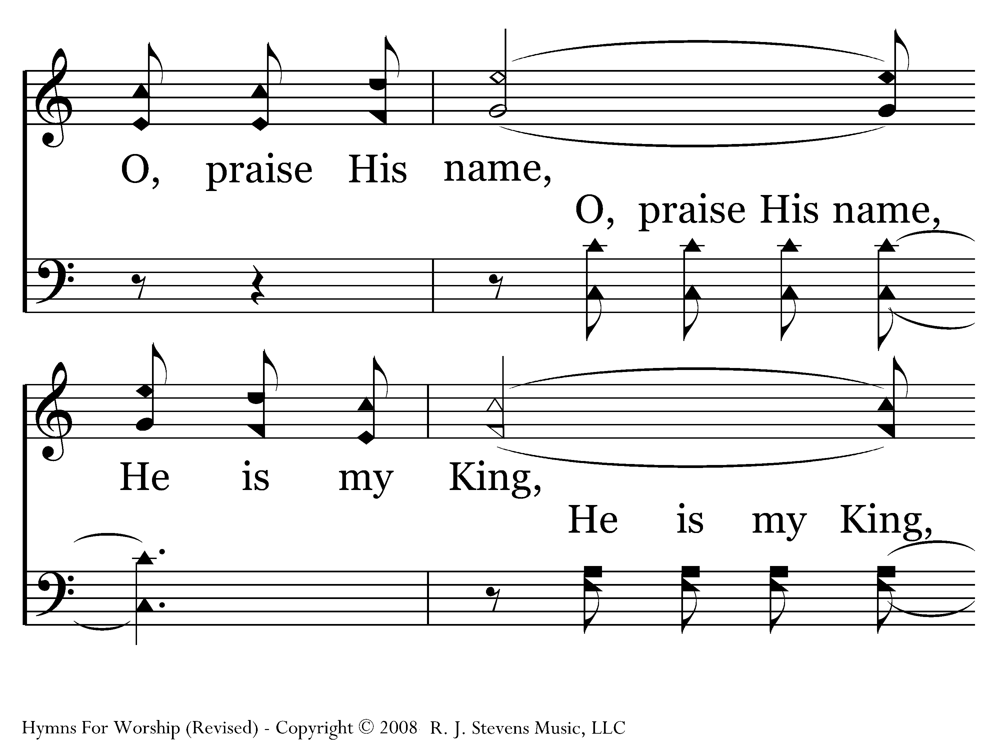 O, praise His name,
O, praise His name,
He is my King,
He is my King,
Hymns For Worship (Revised) - Copyright © 2008 R. J. Stevens Music, LLC